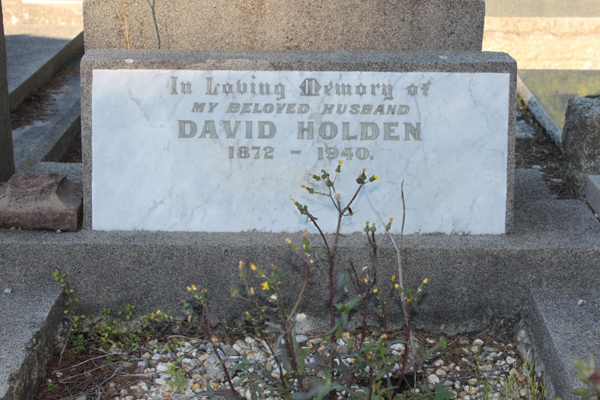 In Loving Memory of
MY BELOVED HUSBAND
DAVID HOLDEN
1872 - 1940.